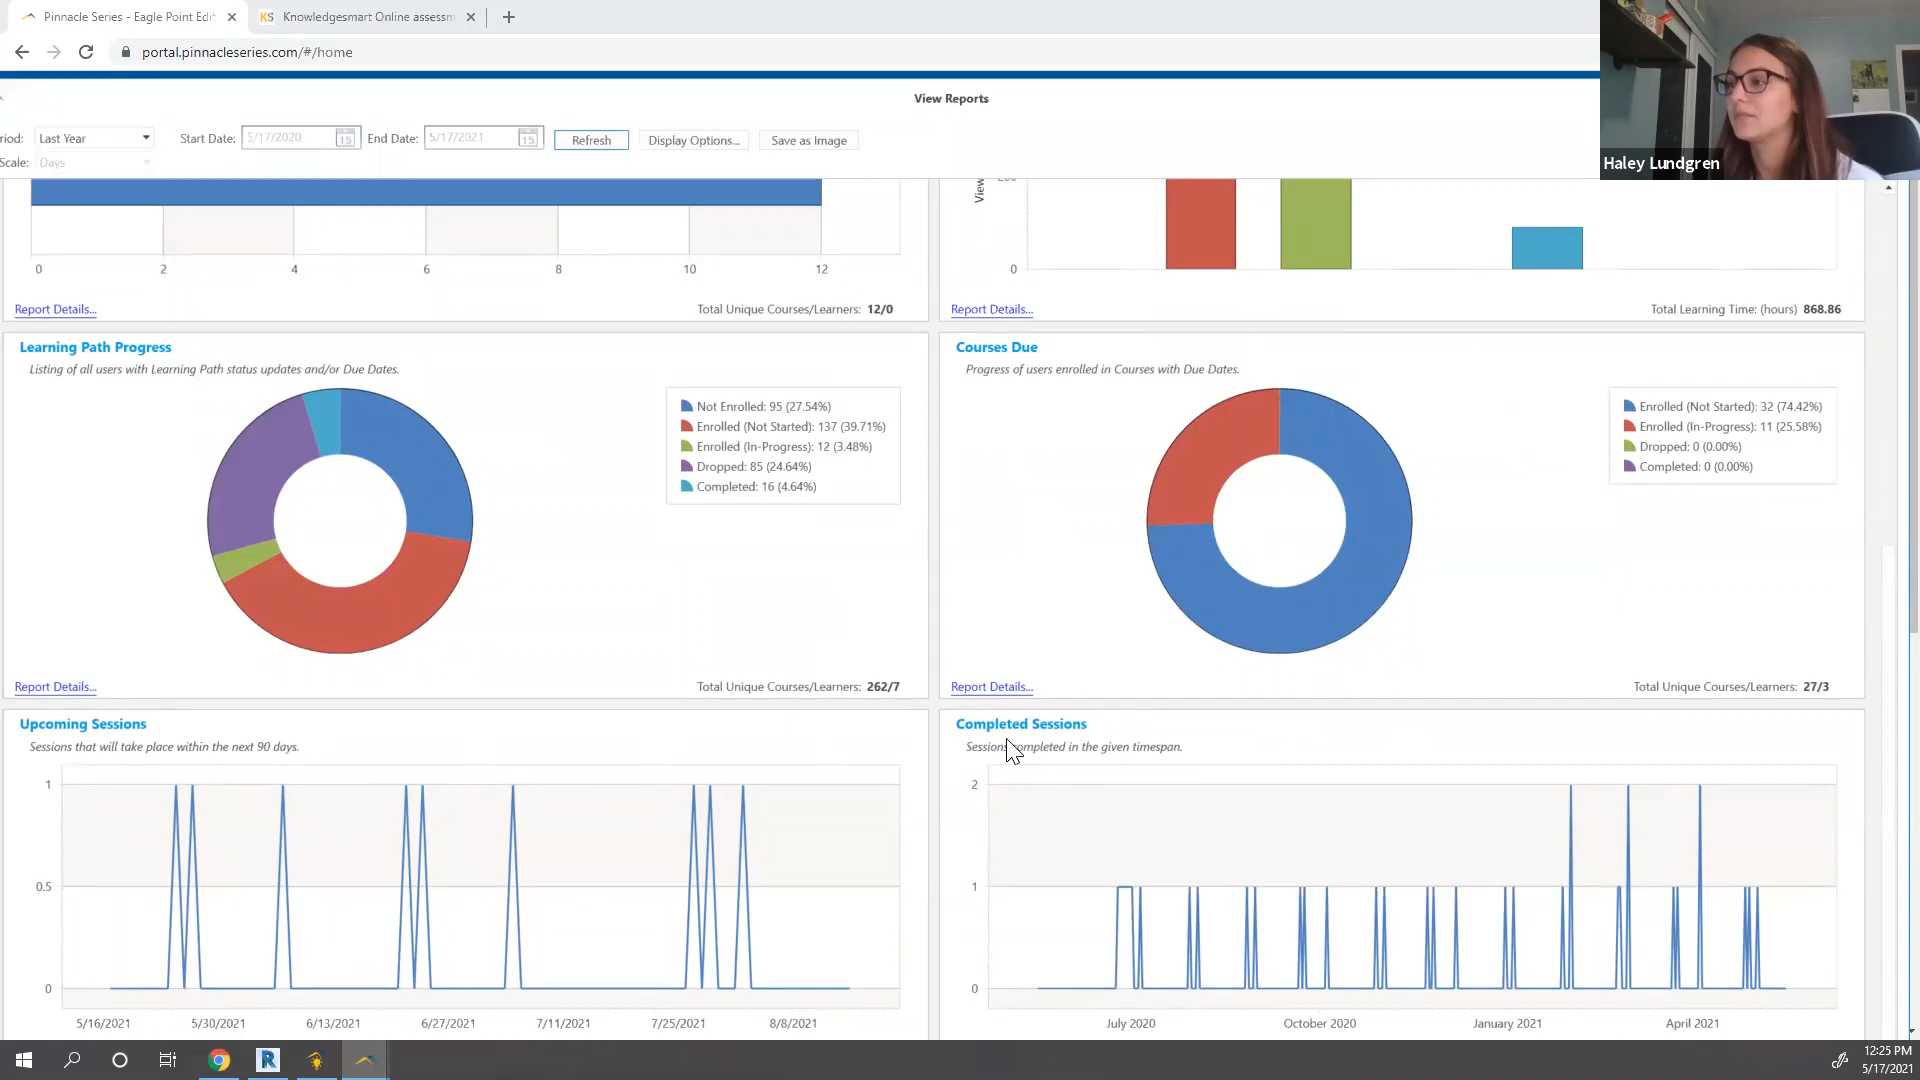 Pinnacle Series - Eagle Point Edit
Knowledgesmart Online assessm
portal.pinnacleseries.com/#/home
View Reports
riod: Last Year Start Date: 5/17/2020 15 End Date: 5/17/2021 15 Refresh Display Options... Save as Image
Scale: Days
Haley Lundgren
0 2 4 6 8 10 12
Report Details... Total Unique Courses/Learners: 12/0
View
200
0
Report Details... Total Learning Time: (hours) 868.86
Learning Path Progress
Listing of all users with Learning Path status updates and/or Due Dates.
Not Enrolled: 95 (27.54%)
Enrolled (Not Started): 137 (39.71%)
Enrolled (In-Progress): 12 (3.48%)
Dropped: 85 (24.64%)
Completed: 16 (4.64%)
Report Details... Total Unique Courses/Learners: 262/7
Courses Due
Progress of users enrolled in Courses with Due Dates.
Enrolled (Not Started): 32 (74.42%)
Enrolled (In-Progress): 11 (25.58%)
Dropped: 0 (0.00%)
Completed: 0 (0.00%)
Report Details... Total Unique Courses/Learners: 27/3
Upcoming Sessions
Sessions that will take place within the next 90 days.
1
0.5
0
5/16/2021 5/30/2021 6/13/2021 6/27/2021 7/11/2021 7/25/2021 8/8/2021
Completed Sessions
Sessions completed in the given timespan.
2
1
0
July 2020 October 2020 January 2021 April 2021
12:25 PM
5/17/2021